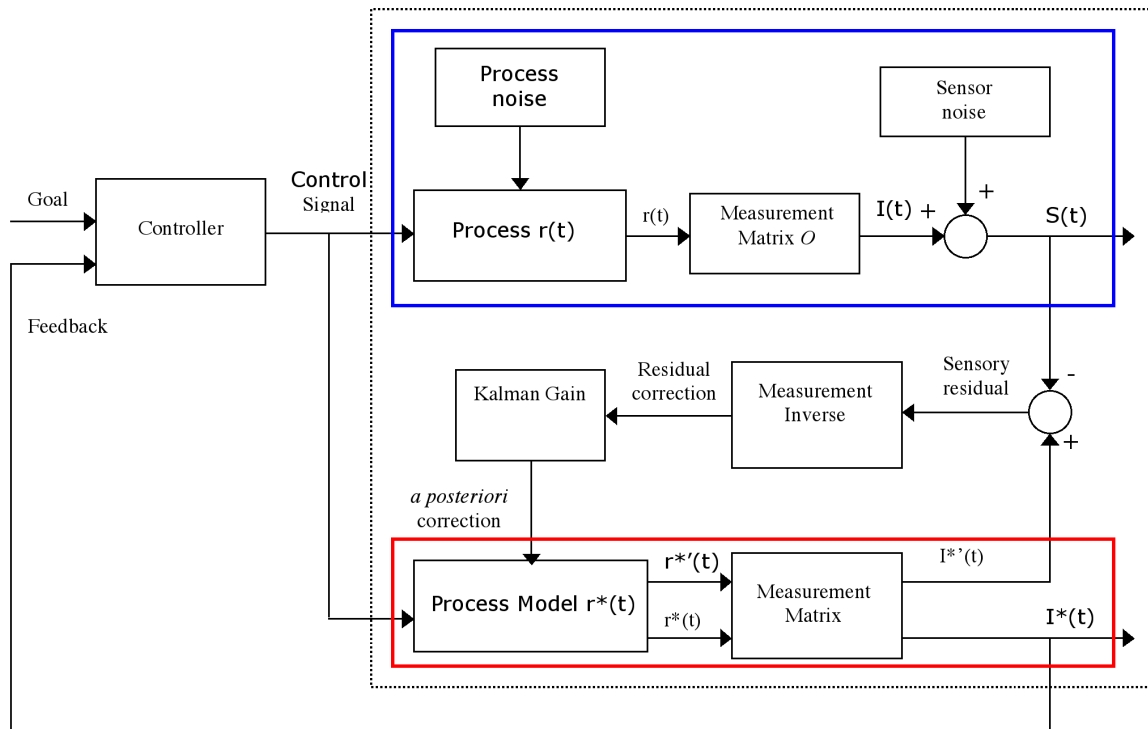 Process
noise
Sensor
noise
Goal
Controller
Control
Signal
Process r(t)
r(t)
Measurement
Matrix O
I(t) +
+
S(t)
Feedback
Kalman Gain
Residual
correction
Measurement
Inverse
Sensory
residual
-
+
a posteriori
correction
Process Model r*(t)
r*’(t)
r*(t)
Measurement
Matrix
I*’(t)
I*(t)